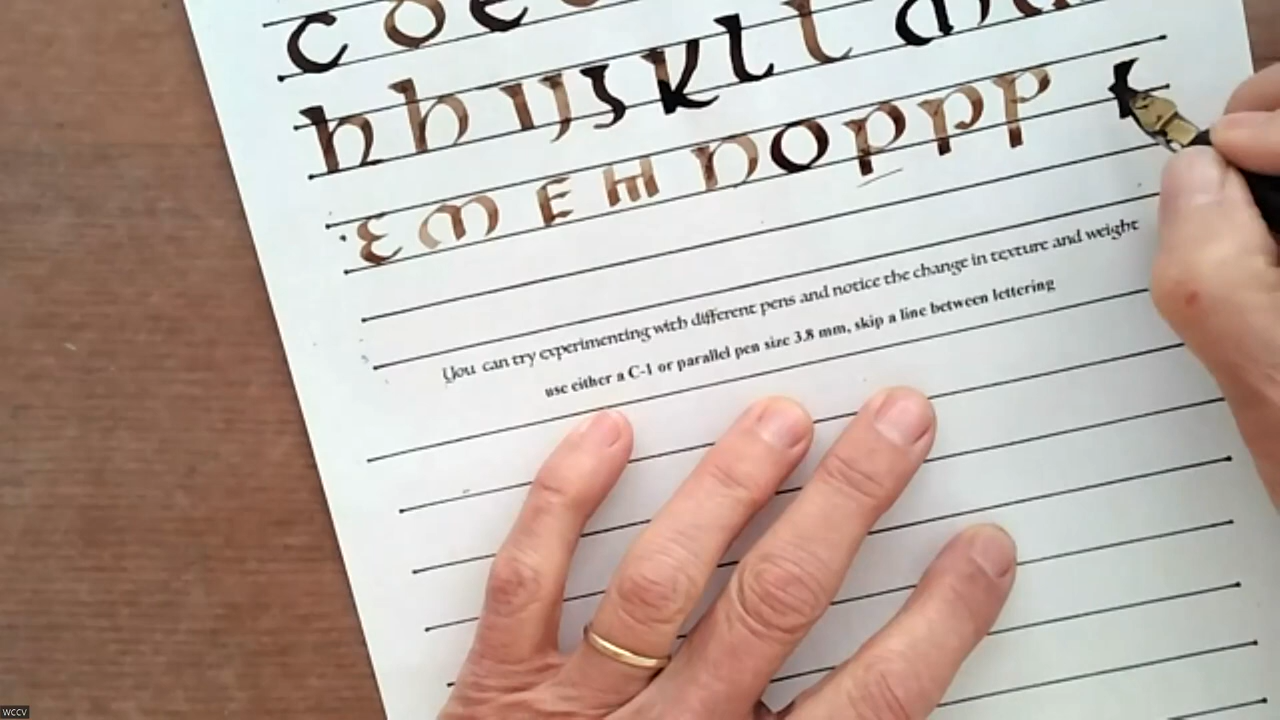 c o e
h h i j s k l l
ε m E m n o p p p
You can try experimenting with different pens and notice the change in texture and weight
use either a C-1 or parallel pen size 3.8 mm, skip a line between lettering
WCCV